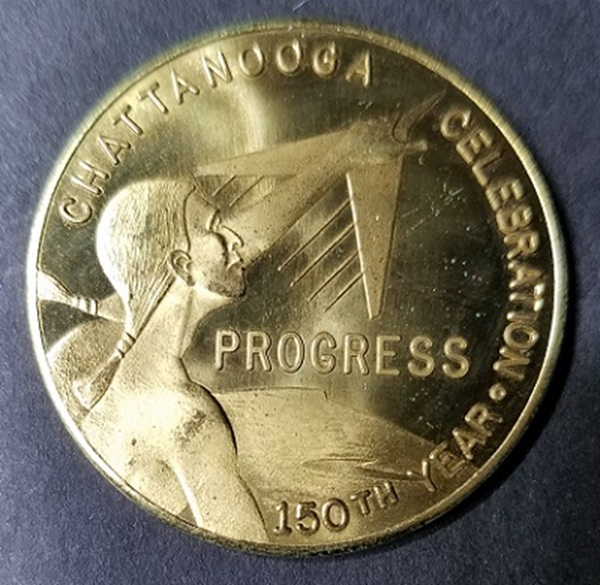 CHATTANOOGA CELEBRATION
PROGRESS
150TH YEAR •